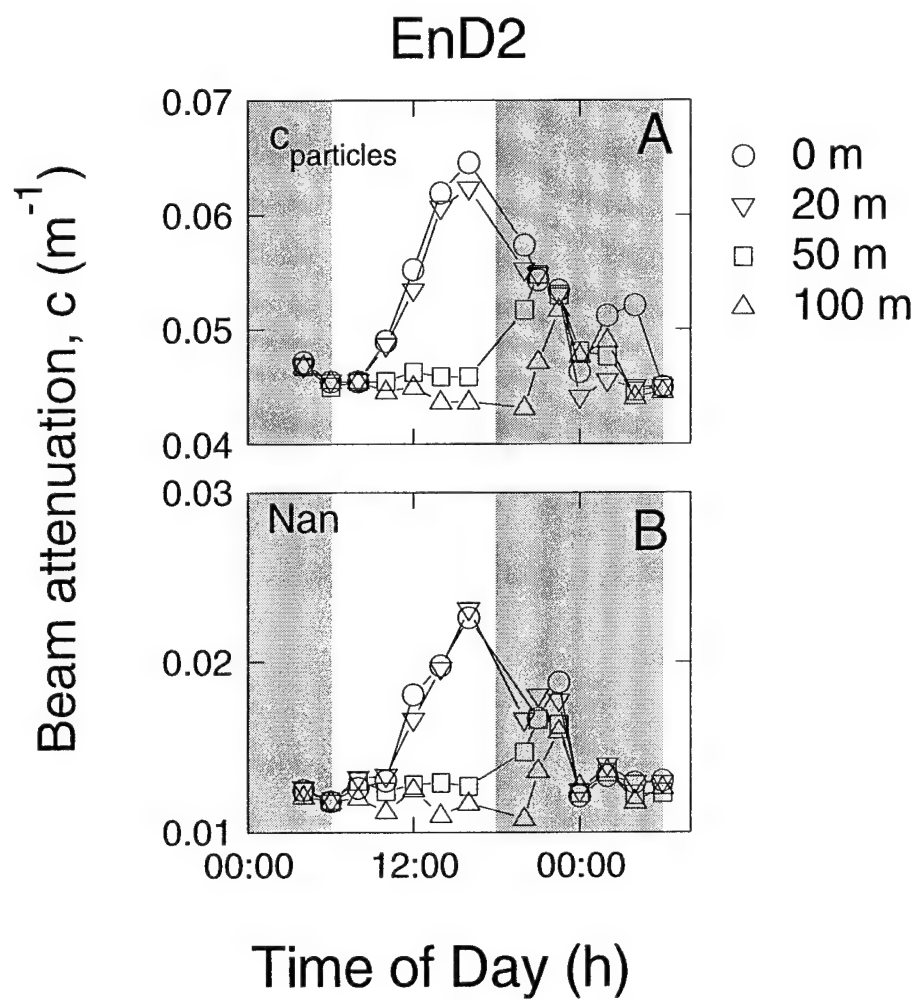 EnD2
Beam attenuation, c (m⁻¹)
0.07
0.06
0.05
0.04
c particles
A
0 m
20 m
50 m
100 m
0.03
0.02
0.01
Nan
B
00:00 12:00 00:00
Time of Day (h)